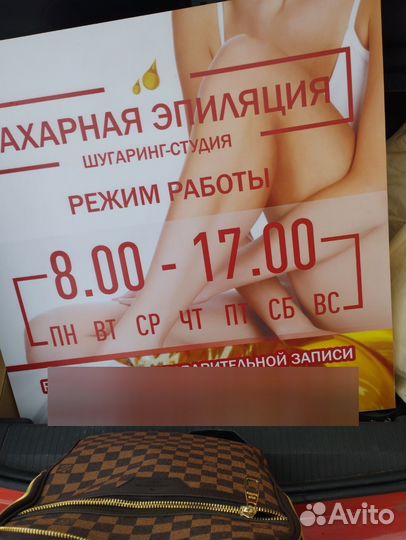 АХАРНАЯ ЭПИЛЯЦИЯ
ШУГАРИНГ-СТУДИЯ
РЕЖИМ РАБОТЫ
8.00 - 17.00
ПН ВТ СР ЧТ ПТ СБ ВС
ЗАПИСИ
Avito